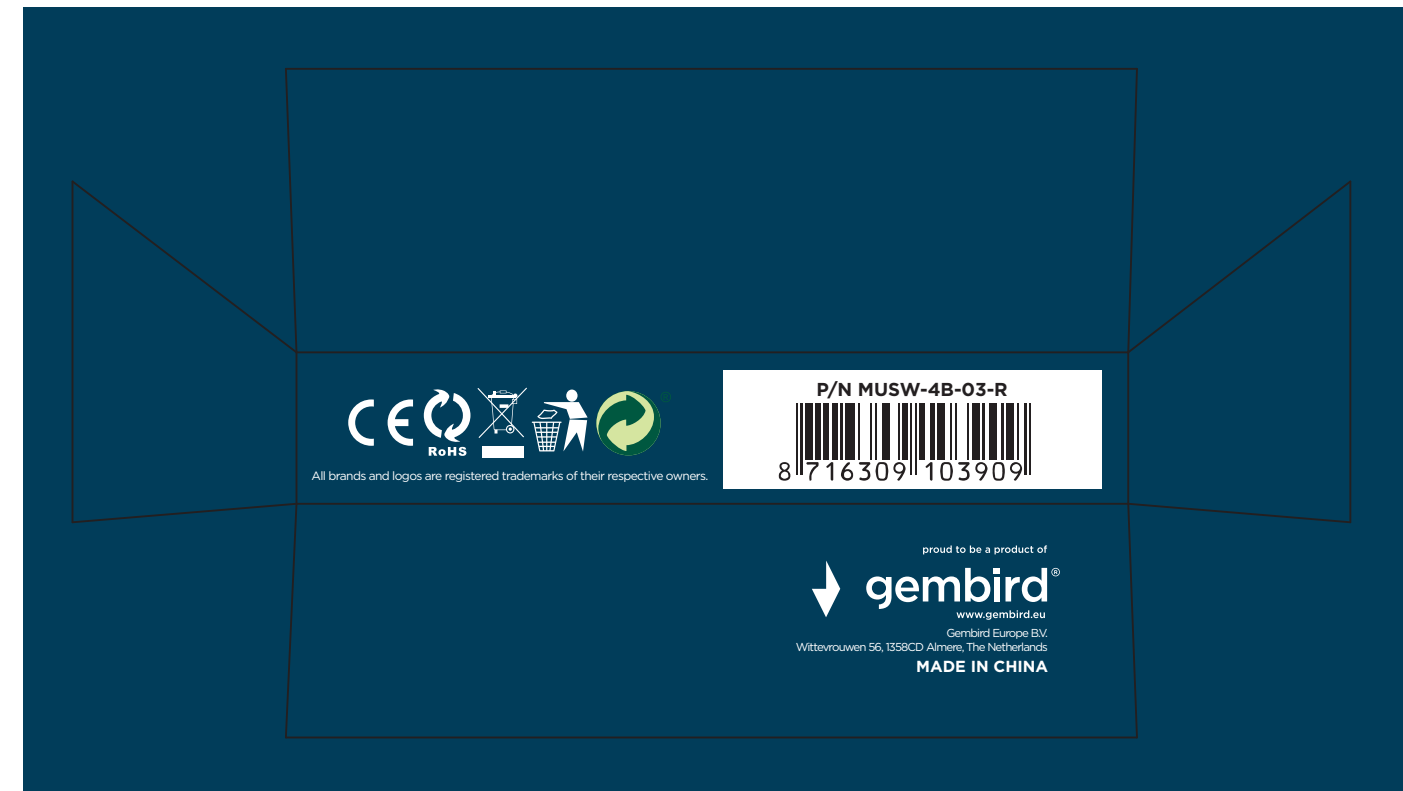 P/N MUSW-4B-03-R
CE
RoHS
®
8 716309 103909
All brands and logos are registered trademarks of their respective owners.
proud to be a product of
gembird®
www.gembird.eu
Gembird Europe B.V.
Wittevrouwen 56, 1358CD Almere, The Netherlands
MADE IN CHINA